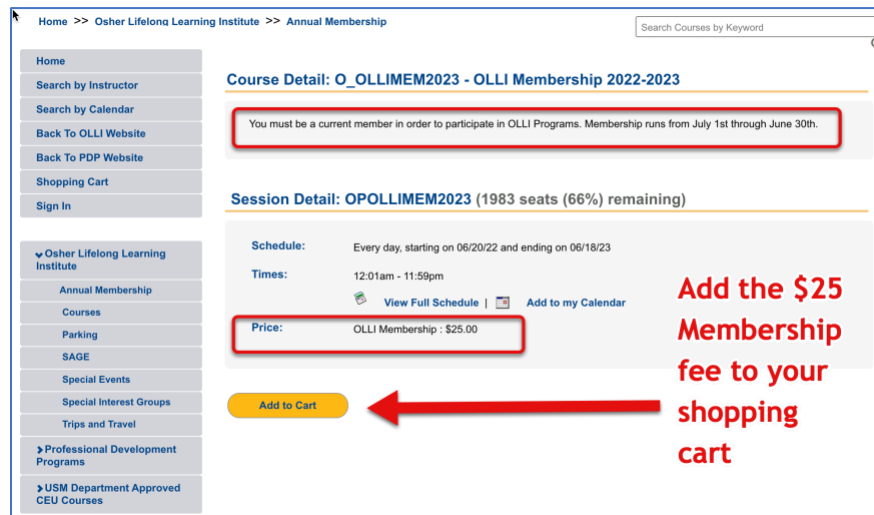 Home >> Osher Lifelong Learning Institute >> Annual Membership
Search Courses by Keyword
Home
Search by Instructor
Search by Calendar
Back To OLLI Website
Back To PDP Website
Shopping Cart
Sign In
Osher Lifelong Learning
Institute
Annual Membership
Courses
Parking
SAGE
Special Events
Special Interest Groups
Trips and Travel
Professional Development
Programs
USM Department Approved
CEU Courses
Course Detail: O_OLLIMEM2023 - OLLI Membership 2022-2023
You must be a current member in order to participate in OLLI Programs. Membership runs from July 1st through June 30th.
Session Detail: OPOLLIMEM2023 (1983 seats (66%) remaining)
Schedule: Every day, starting on 06/20/22 and ending on 06/18/23
Times: 12:01am - 11:59pm
View Full Schedule | Add to my Calendar
Price: OLLI Membership : $25.00
Add to Cart
Add the $25
Membership
fee to your
shopping
cart